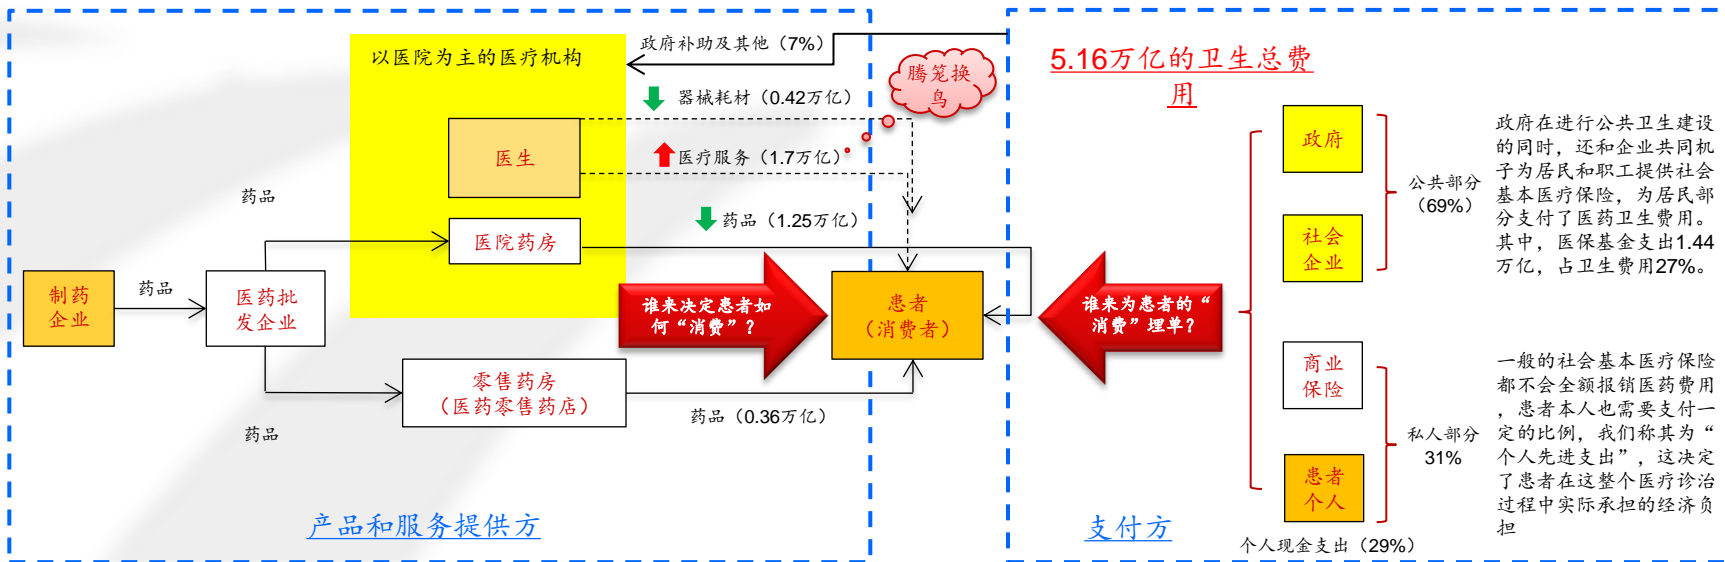 以医院为主的医疗机构
政府补助及其他（7%）
器械耗材（0.42万亿）
腾笼换
鸟
医生
医疗服务（1.7万亿）
药品
药品（1.25万亿）
医院药房
制药
企业
药品
医药批
发企业
谁来决定患者如
何“消费”？
患者
（消费者）
零售药房
（医药零售药店）
药品
药品（0.36万亿）
产品和服务提供方
5.16万亿的卫生总费
用
谁来为患者的“
消费”埋单？
政府
社会
企业
商业
保险
患者
个人
个人现金支出（29%）
公共部分
（69%）
私人部分
31%
政府在进行公共卫生建设
的同时，还和企业共同机
子为居民和职工提供社会
基本医疗保险，为居民部
分支付了医药卫生费用。
其中，医保基金支出1.44
万亿，占卫生费用27%。
一般的社会基本医疗保险
都不会全额报销医药费用
，患者本人也需要支付一
定的比例，我们称其为“
个人先进支出”，这决定
了患者在这整个医疗诊治
过程中实际承担的经济负
担
支付方